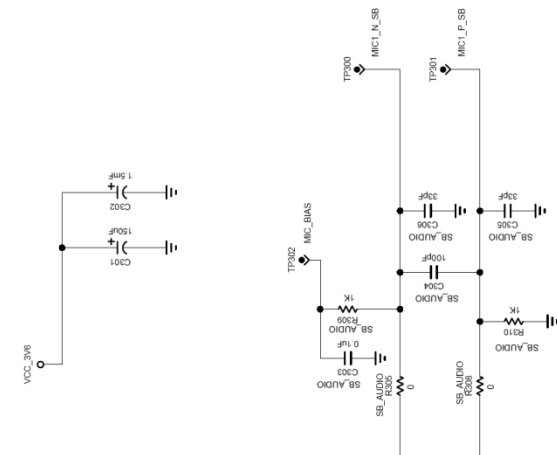 MIC1_N_SB
MIC1_P_SB
TP300
TP301
1.5mF
C302
150uF
C301
VCC_3V6
MIC_BIAS
TP302
33pF
C306
SB_AUDIO
33pF
C305
SB_AUDIO
100pF
C304
SB_AUDIO
1K
R309
SB_AUDIO
1K
R310
SB_AUDIO
0.1uF
C303
SB_AUDIO
SB_AUDIO
R305
0
SB_AUDIO
R308
0